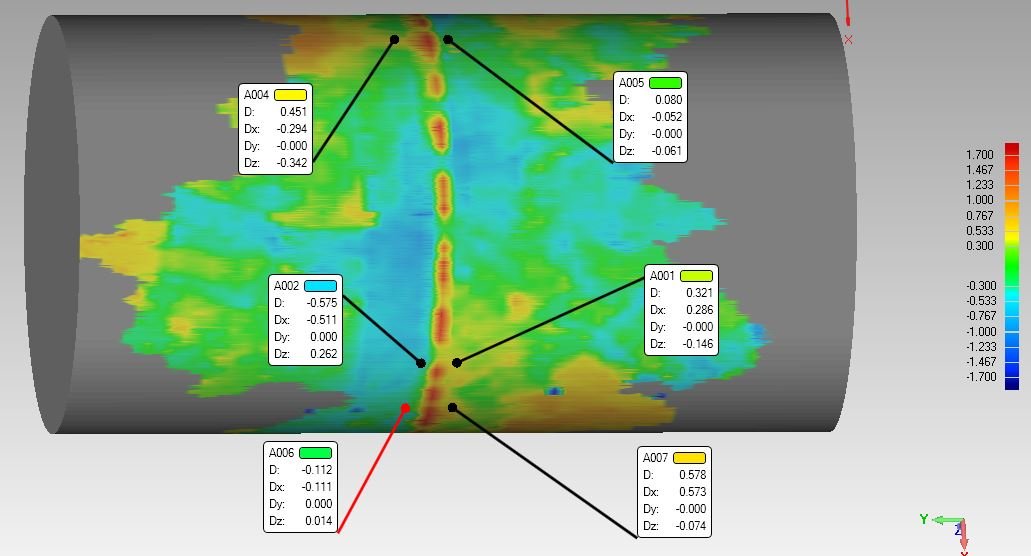 X
A004
D: 0.451
Dx: -0.294
Dy: -0.000
Dz: -0.342
A005
D: 0.080
Dx: -0.052
Dy: -0.000
Dz: -0.061
1.700
1.467
1.233
1.000
0.767
0.533
0.300
-0.300
-0.533
-0.767
-1.000
-1.233
-1.467
-1.700
A002
D: -0.575
Dx: -0.511
Dy: 0.000
Dz: 0.262
A001
D: 0.321
Dx: 0.286
Dy: -0.000
Dz: -0.146
A006
D: -0.112
Dx: -0.111
Dy: 0.000
Dz: 0.014
A007
D: 0.578
Dx: 0.573
Dy: -0.000
Dz: -0.074
Y
Z
X